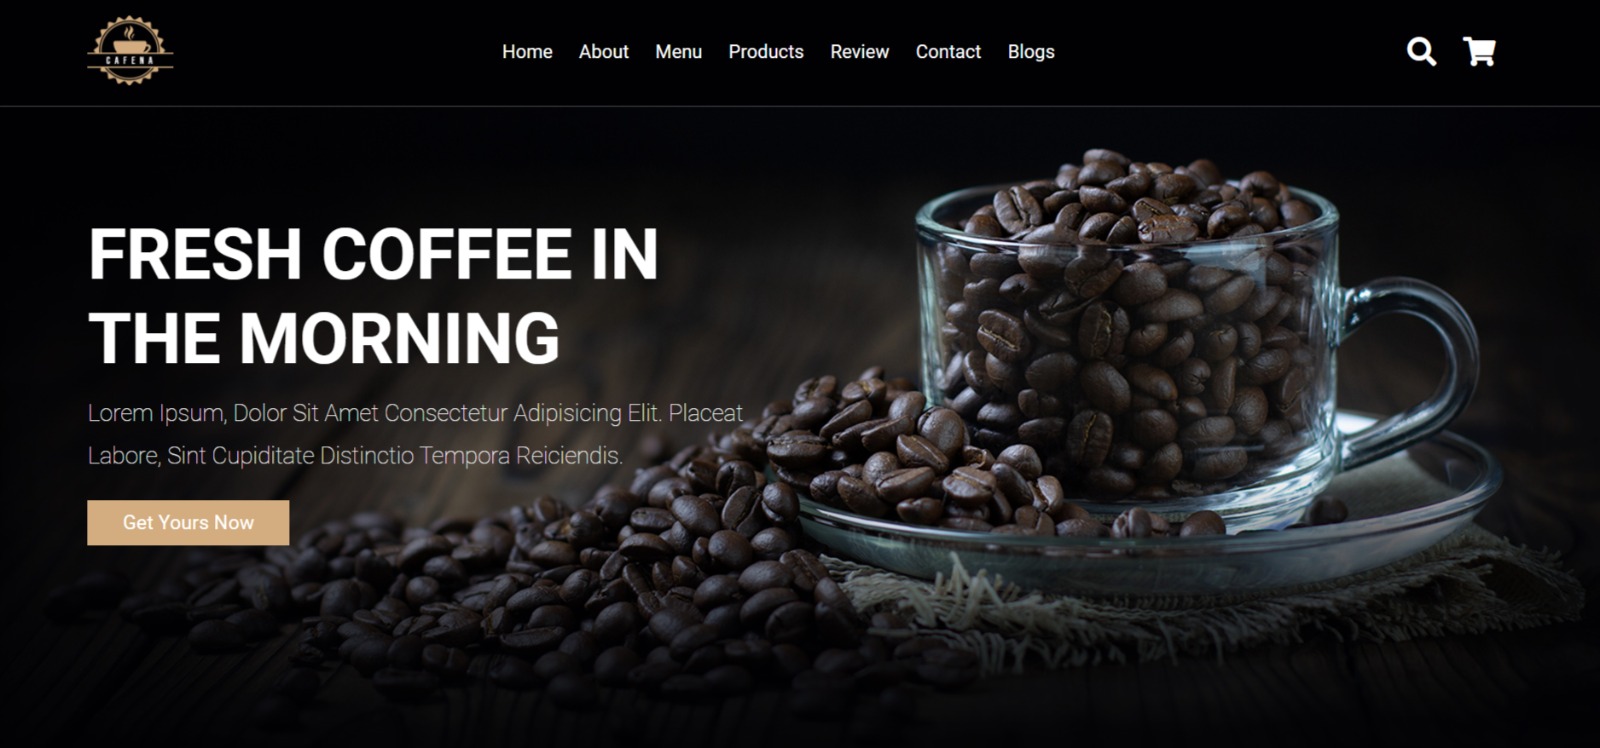 CAFENA
Home About Menu Products Review Contact Blogs
FRESH COFFEE IN
THE MORNING
Lorem Ipsum, Dolor Sit Amet Consectetur Adipisicing Elit. Placeat
Labore, Sint Cupiditate Distinctio Tempora Reiciendis.
Get Yours Now